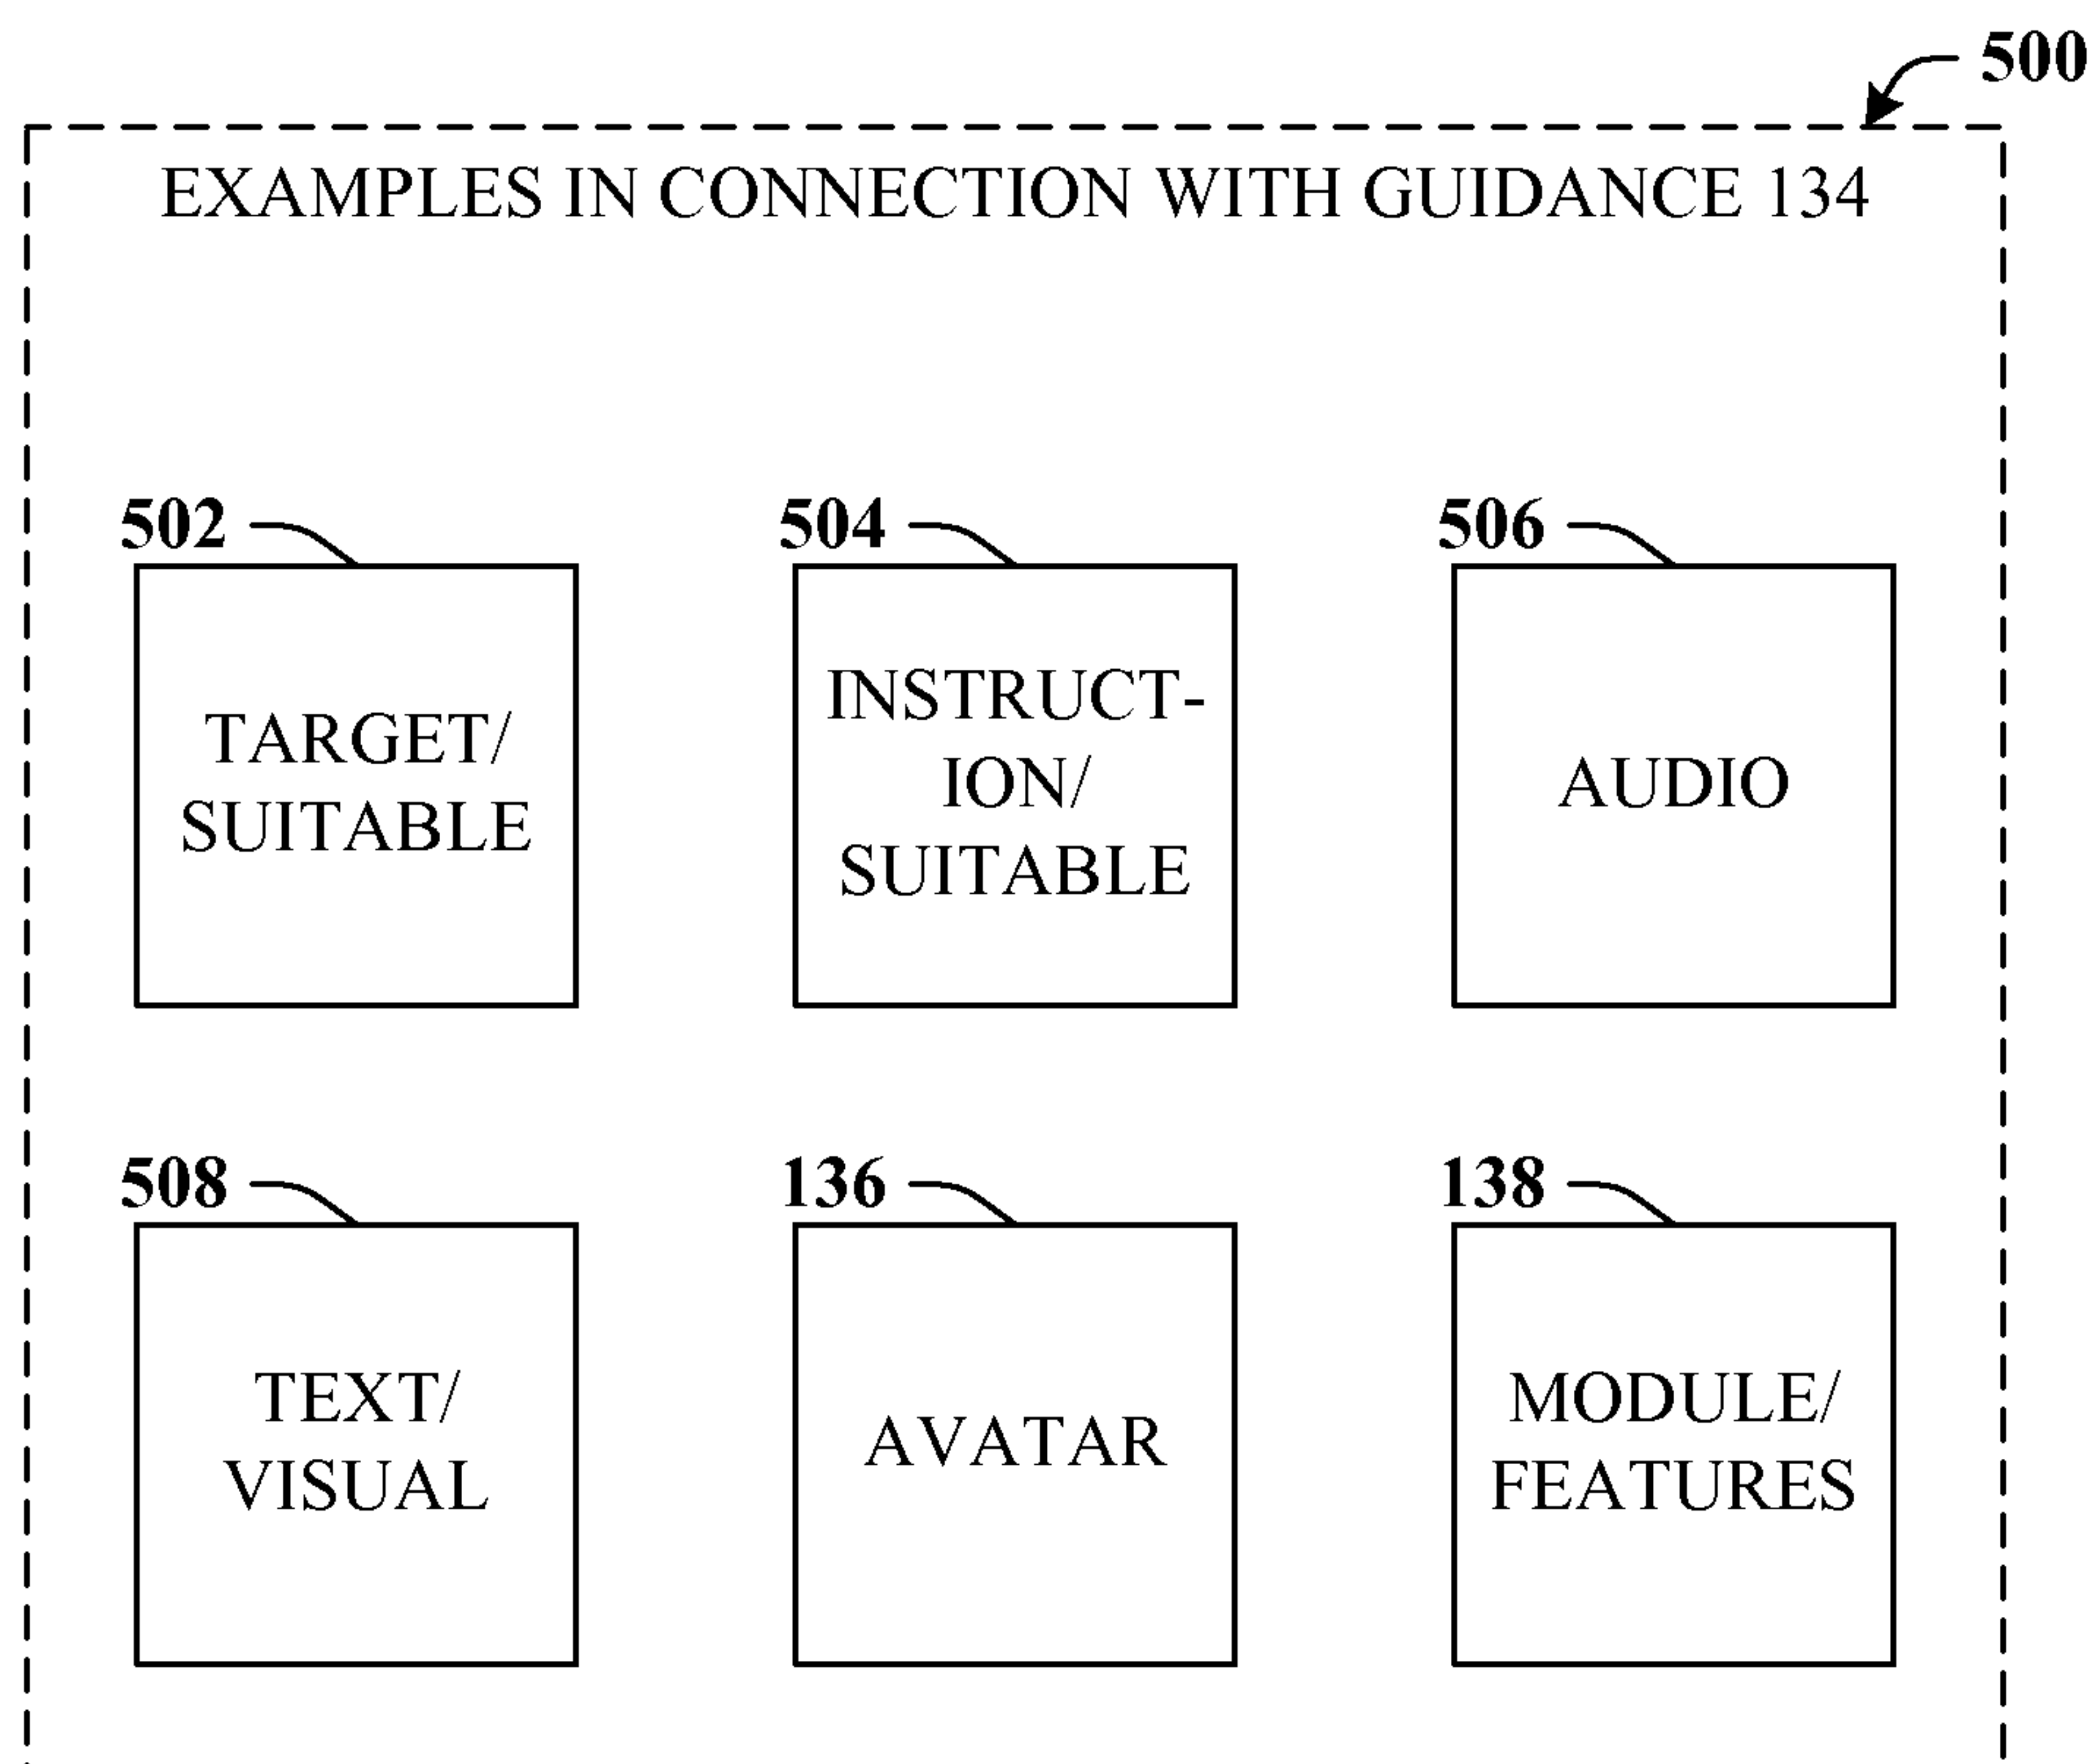 500
EXAMPLES IN CONNECTION WITH GUIDANCE 134
502
TARGET/
SUITABLE
504
INSTRUCT-
ION/
SUITABLE
506
AUDIO
508
TEXT/
VISUAL
136
AVATAR
138
MODULE/
FEATURES